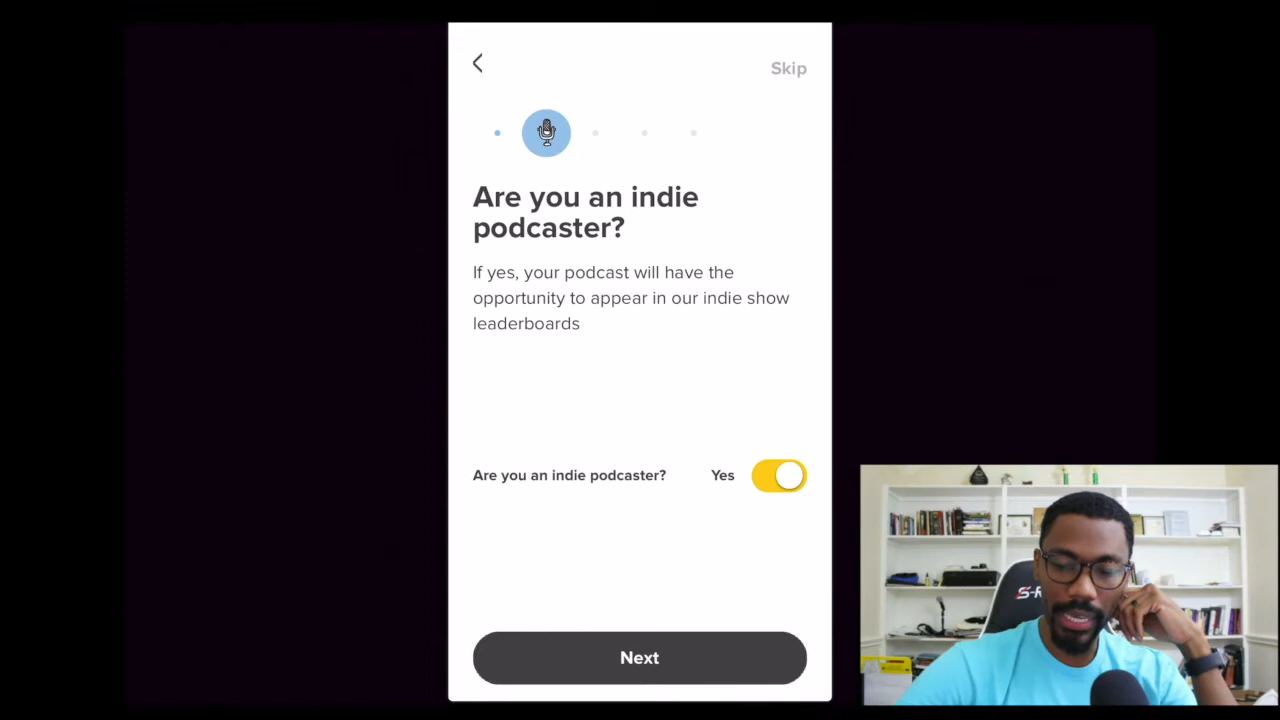 Skip
Are you an indie
podcaster?
If yes, your podcast will have the
opportunity to appear in our indie show
leaderboards
Are you an indie podcaster? Yes
Next